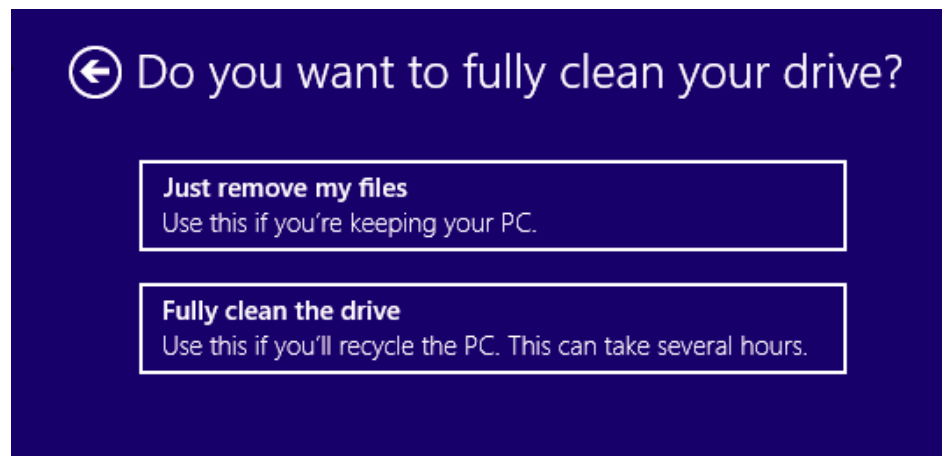 Do you want to fully clean your drive?
Just remove my files
Use this if you’re keeping your PC.
Fully clean the drive
Use this if you’ll recycle the PC. This can take several hours.